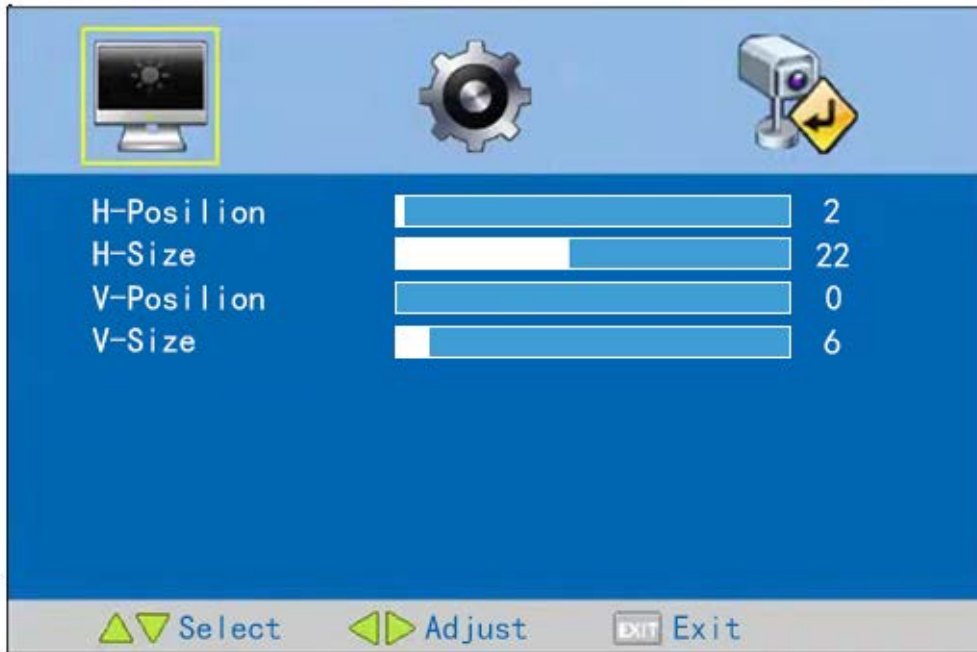 H-Posilion 2
H-Size 22
V-Posilion 0
V-Size 6
Select Adjust EXIT Exit